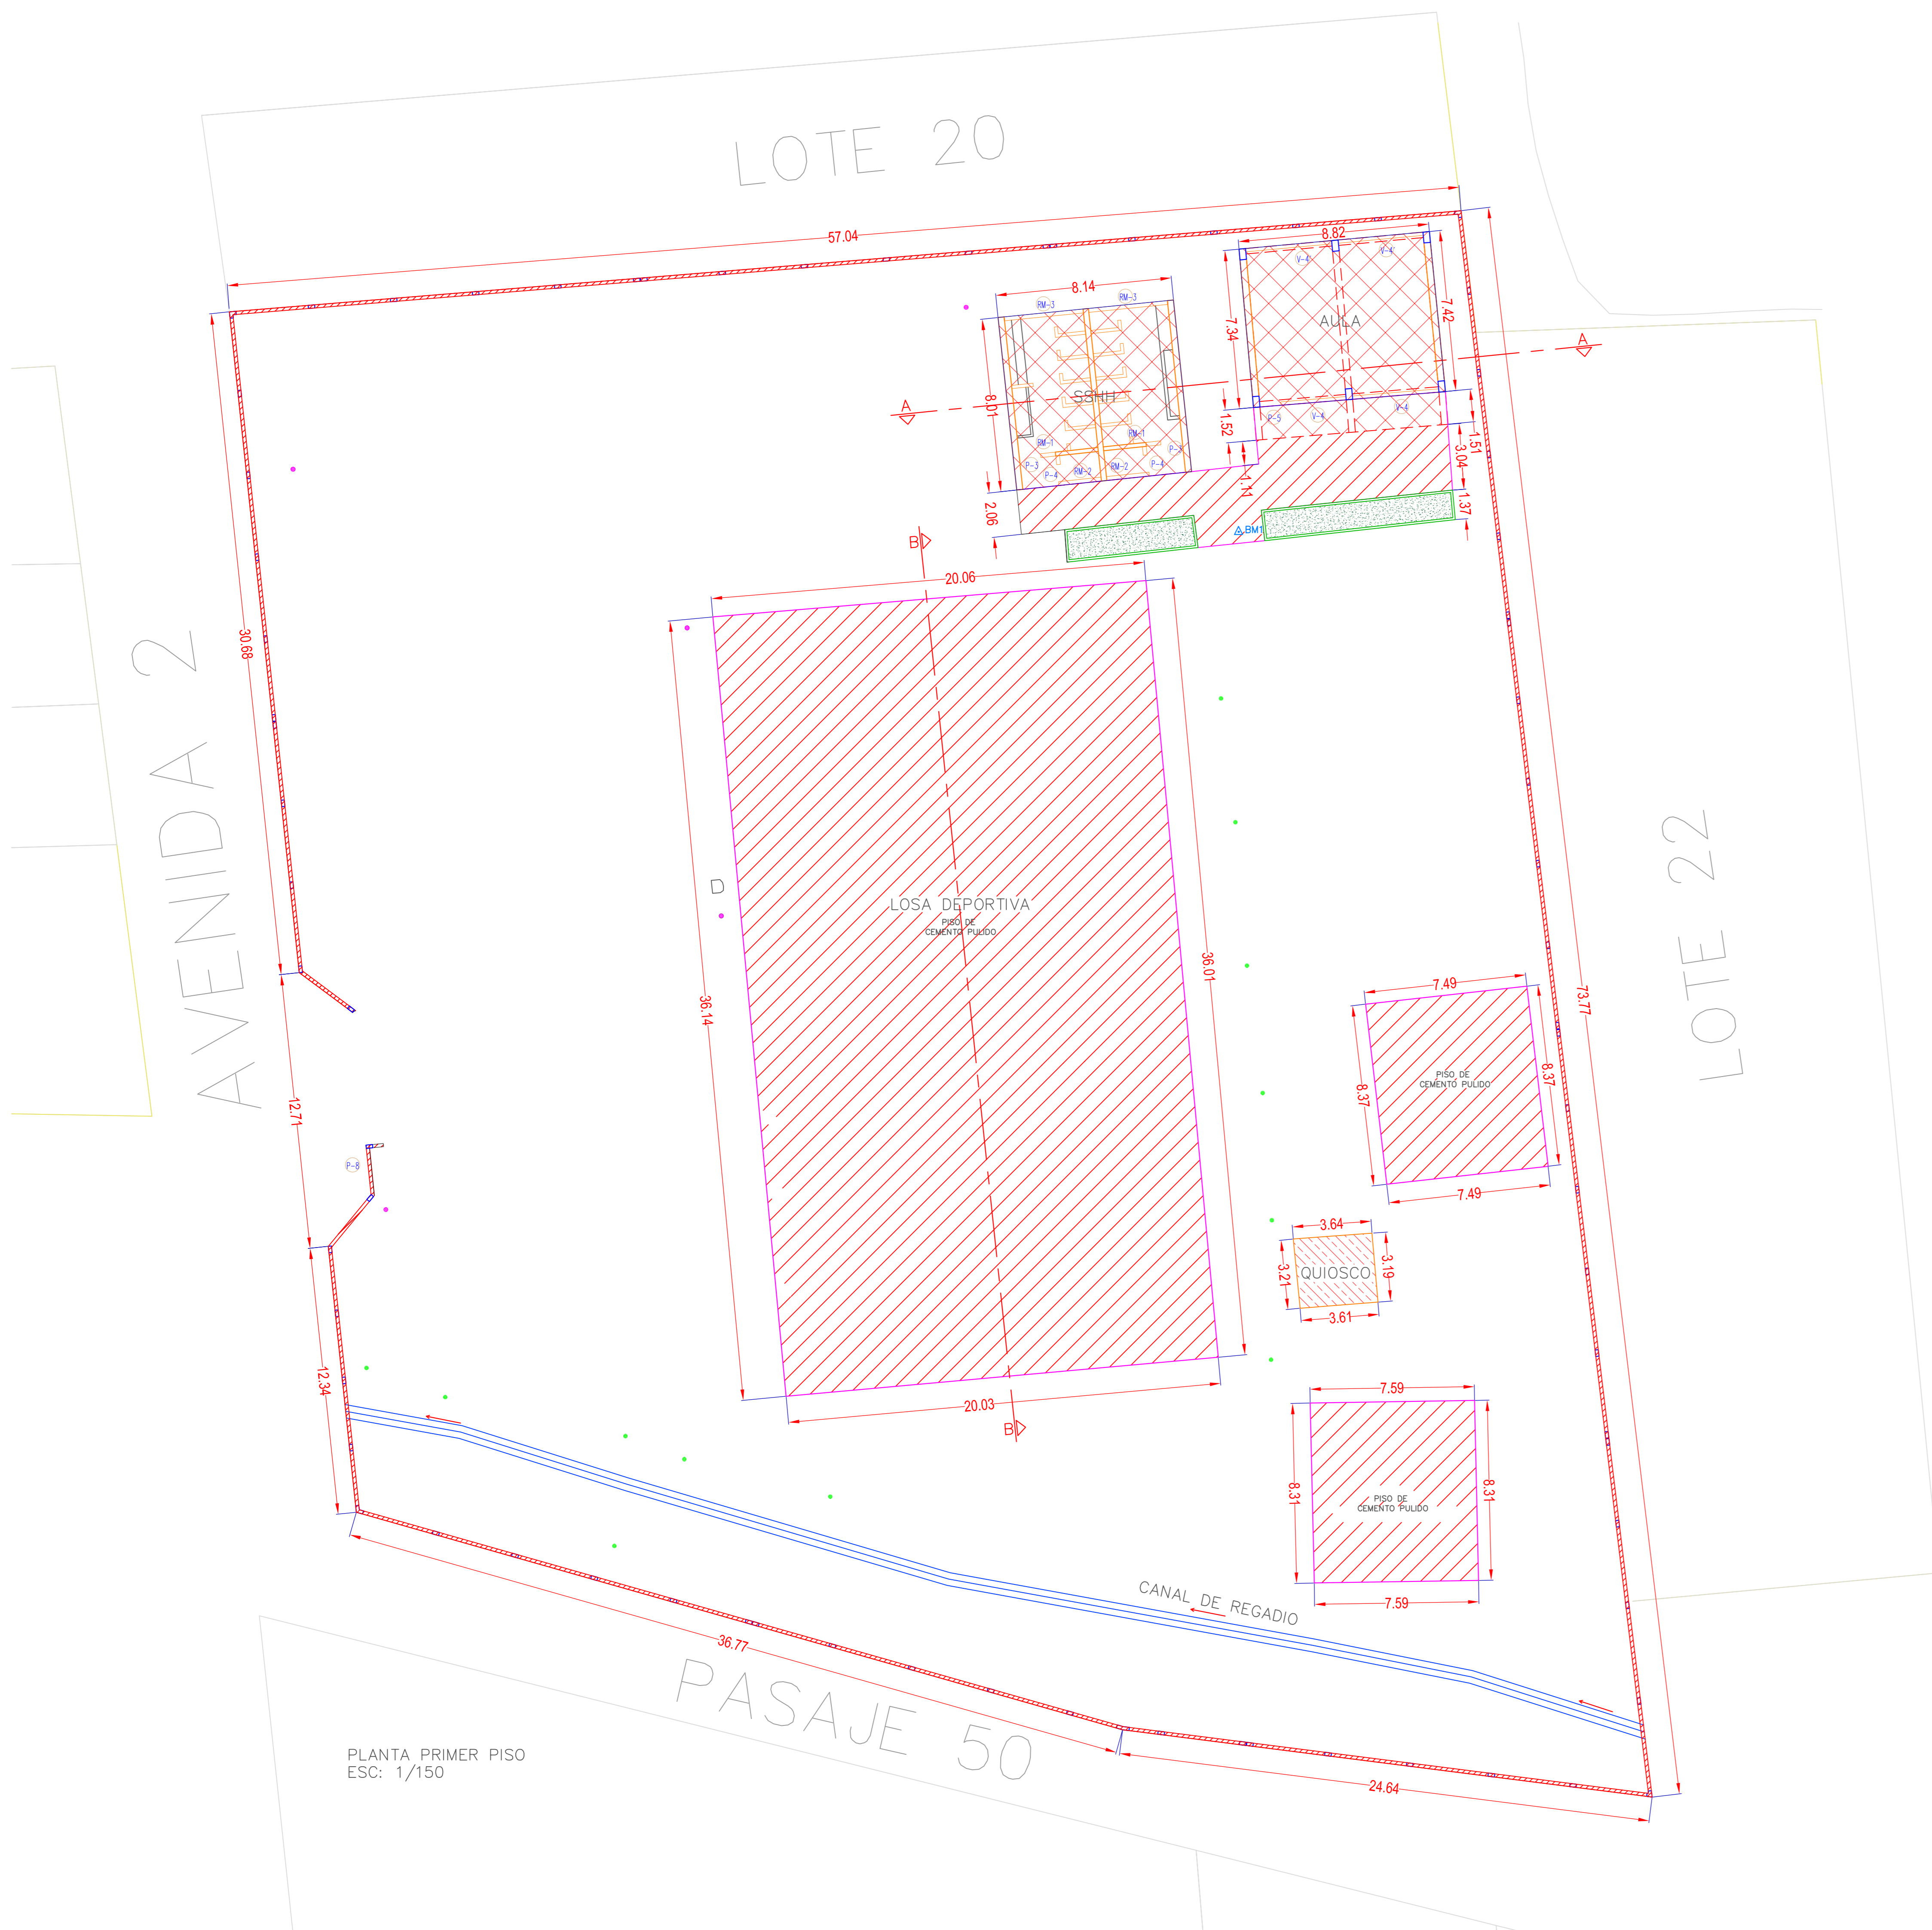 LOTE 20
57.04
8.82
V-4'
V-4'
8.14
RM-3
RM-3
7.34
AULA
7.42
A
A
SSHH
8.01
RM-1
RM-1
P-3
P-4
RM-2
RM-2
P-4
P-3
P-5
V-4
V-4
1.52
1.51
1.11
3.04
1.37
2.06
BM1
B
20.06
30.68
AVENIDA 2
D
LOSA DEPORTIVA
PISO DE
CEMENTO PULIDO
36.14
36.01
73.77
LOTE 22
7.49
8.37
PISO DE
CEMENTO PULIDO
8.37
7.49
12.71
P-8
3.64
3.21
QUIOSCO
3.19
3.61
12.34
20.03
B
7.59
8.31
PISO DE
CEMENTO PULIDO
8.31
7.59
CANAL DE REGADIO
36.77
PASAJE 50
24.64
PLANTA PRIMER PISO
ESC: 1/150